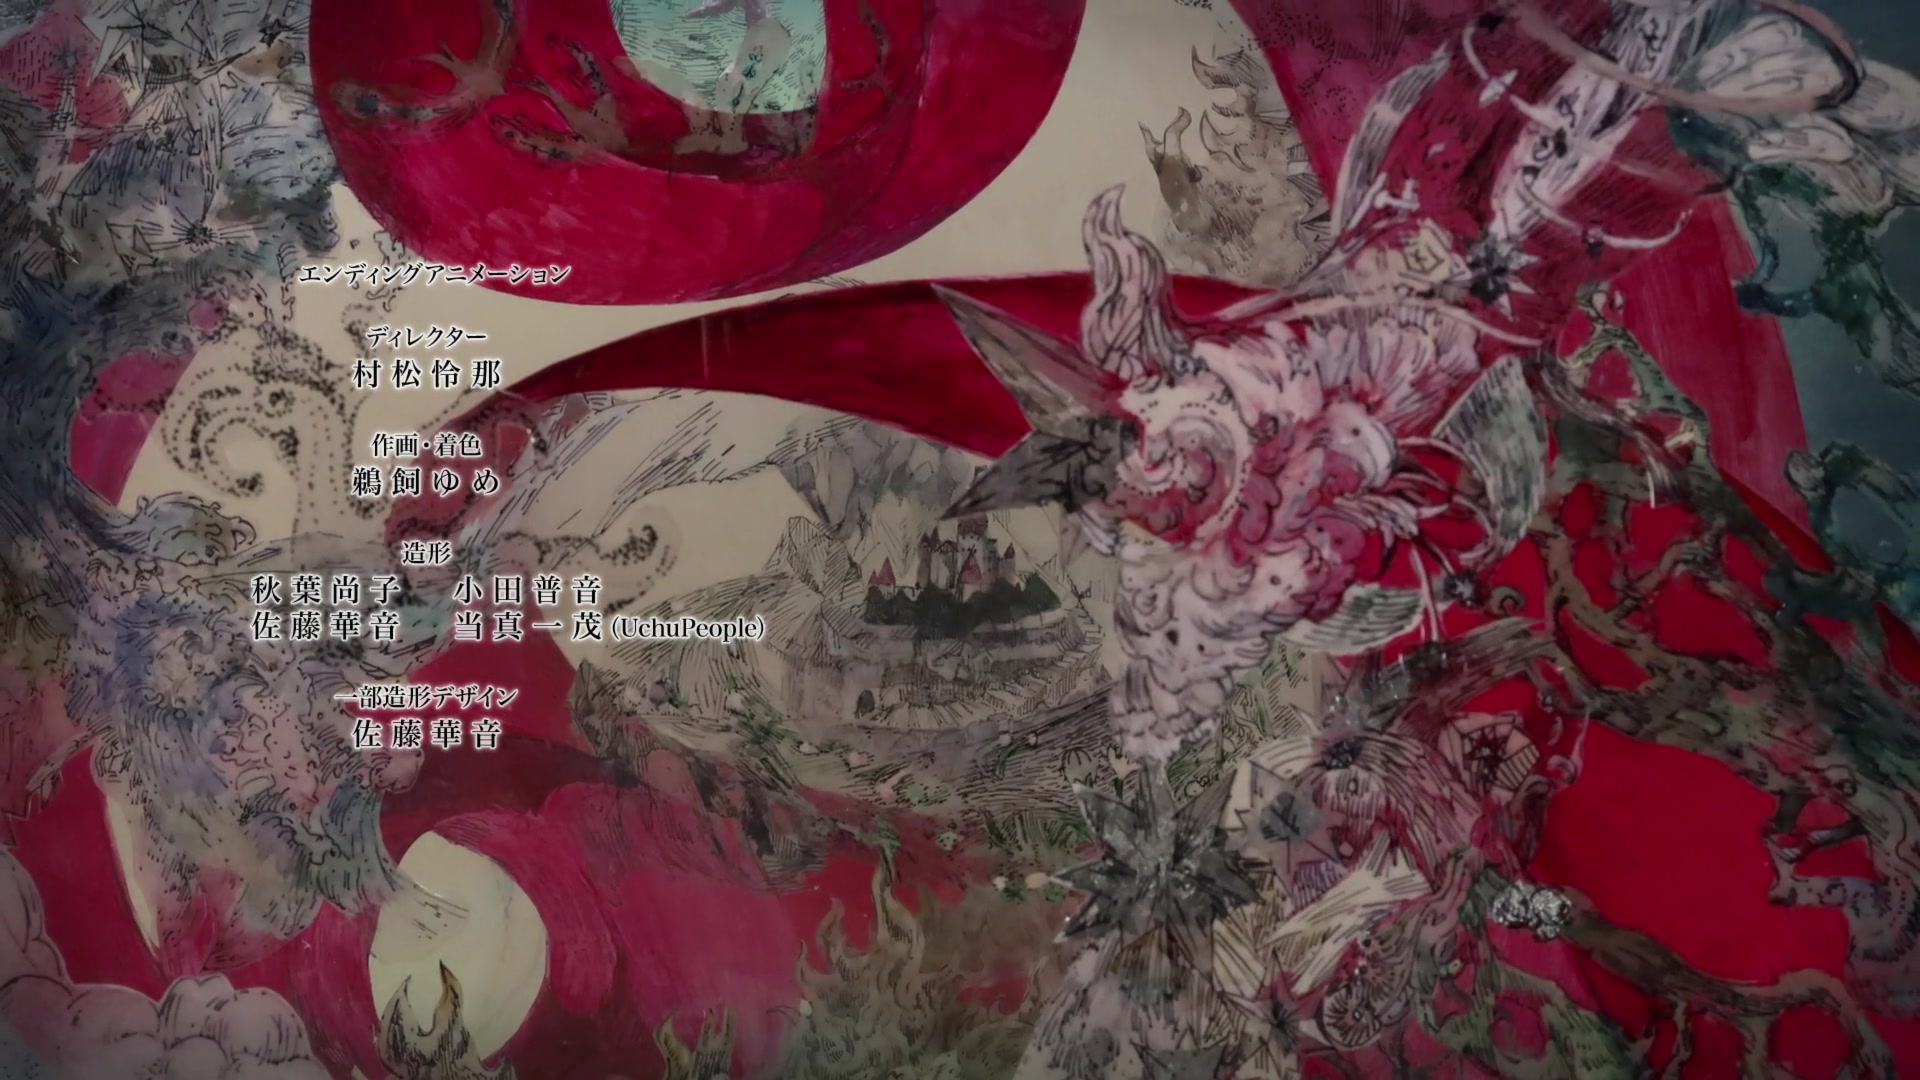 エンディングアニメーション
ディレクター
村松怜那
作画・着色
鵜飼ゆめ
造形
秋葉尚子　小田普音
佐藤華音　当真一茂(UchuPeople)
一部造形デザイン
佐藤華音